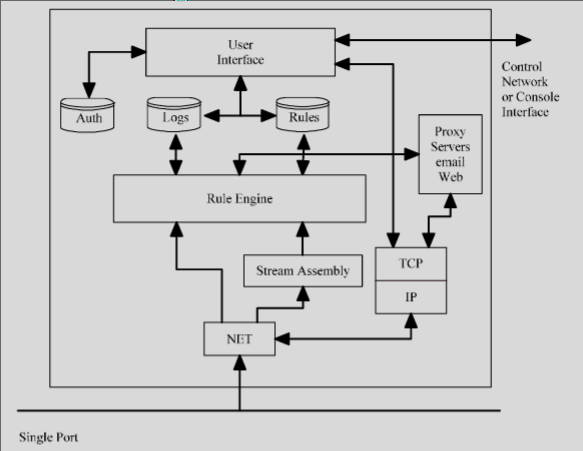 User
Interface
Control
Network
or Console
Interface
Auth
Logs
Rules
Proxy
Servers
email
Web
Rule Engine
Stream Assembly
TCP
IP
NET
Single Port